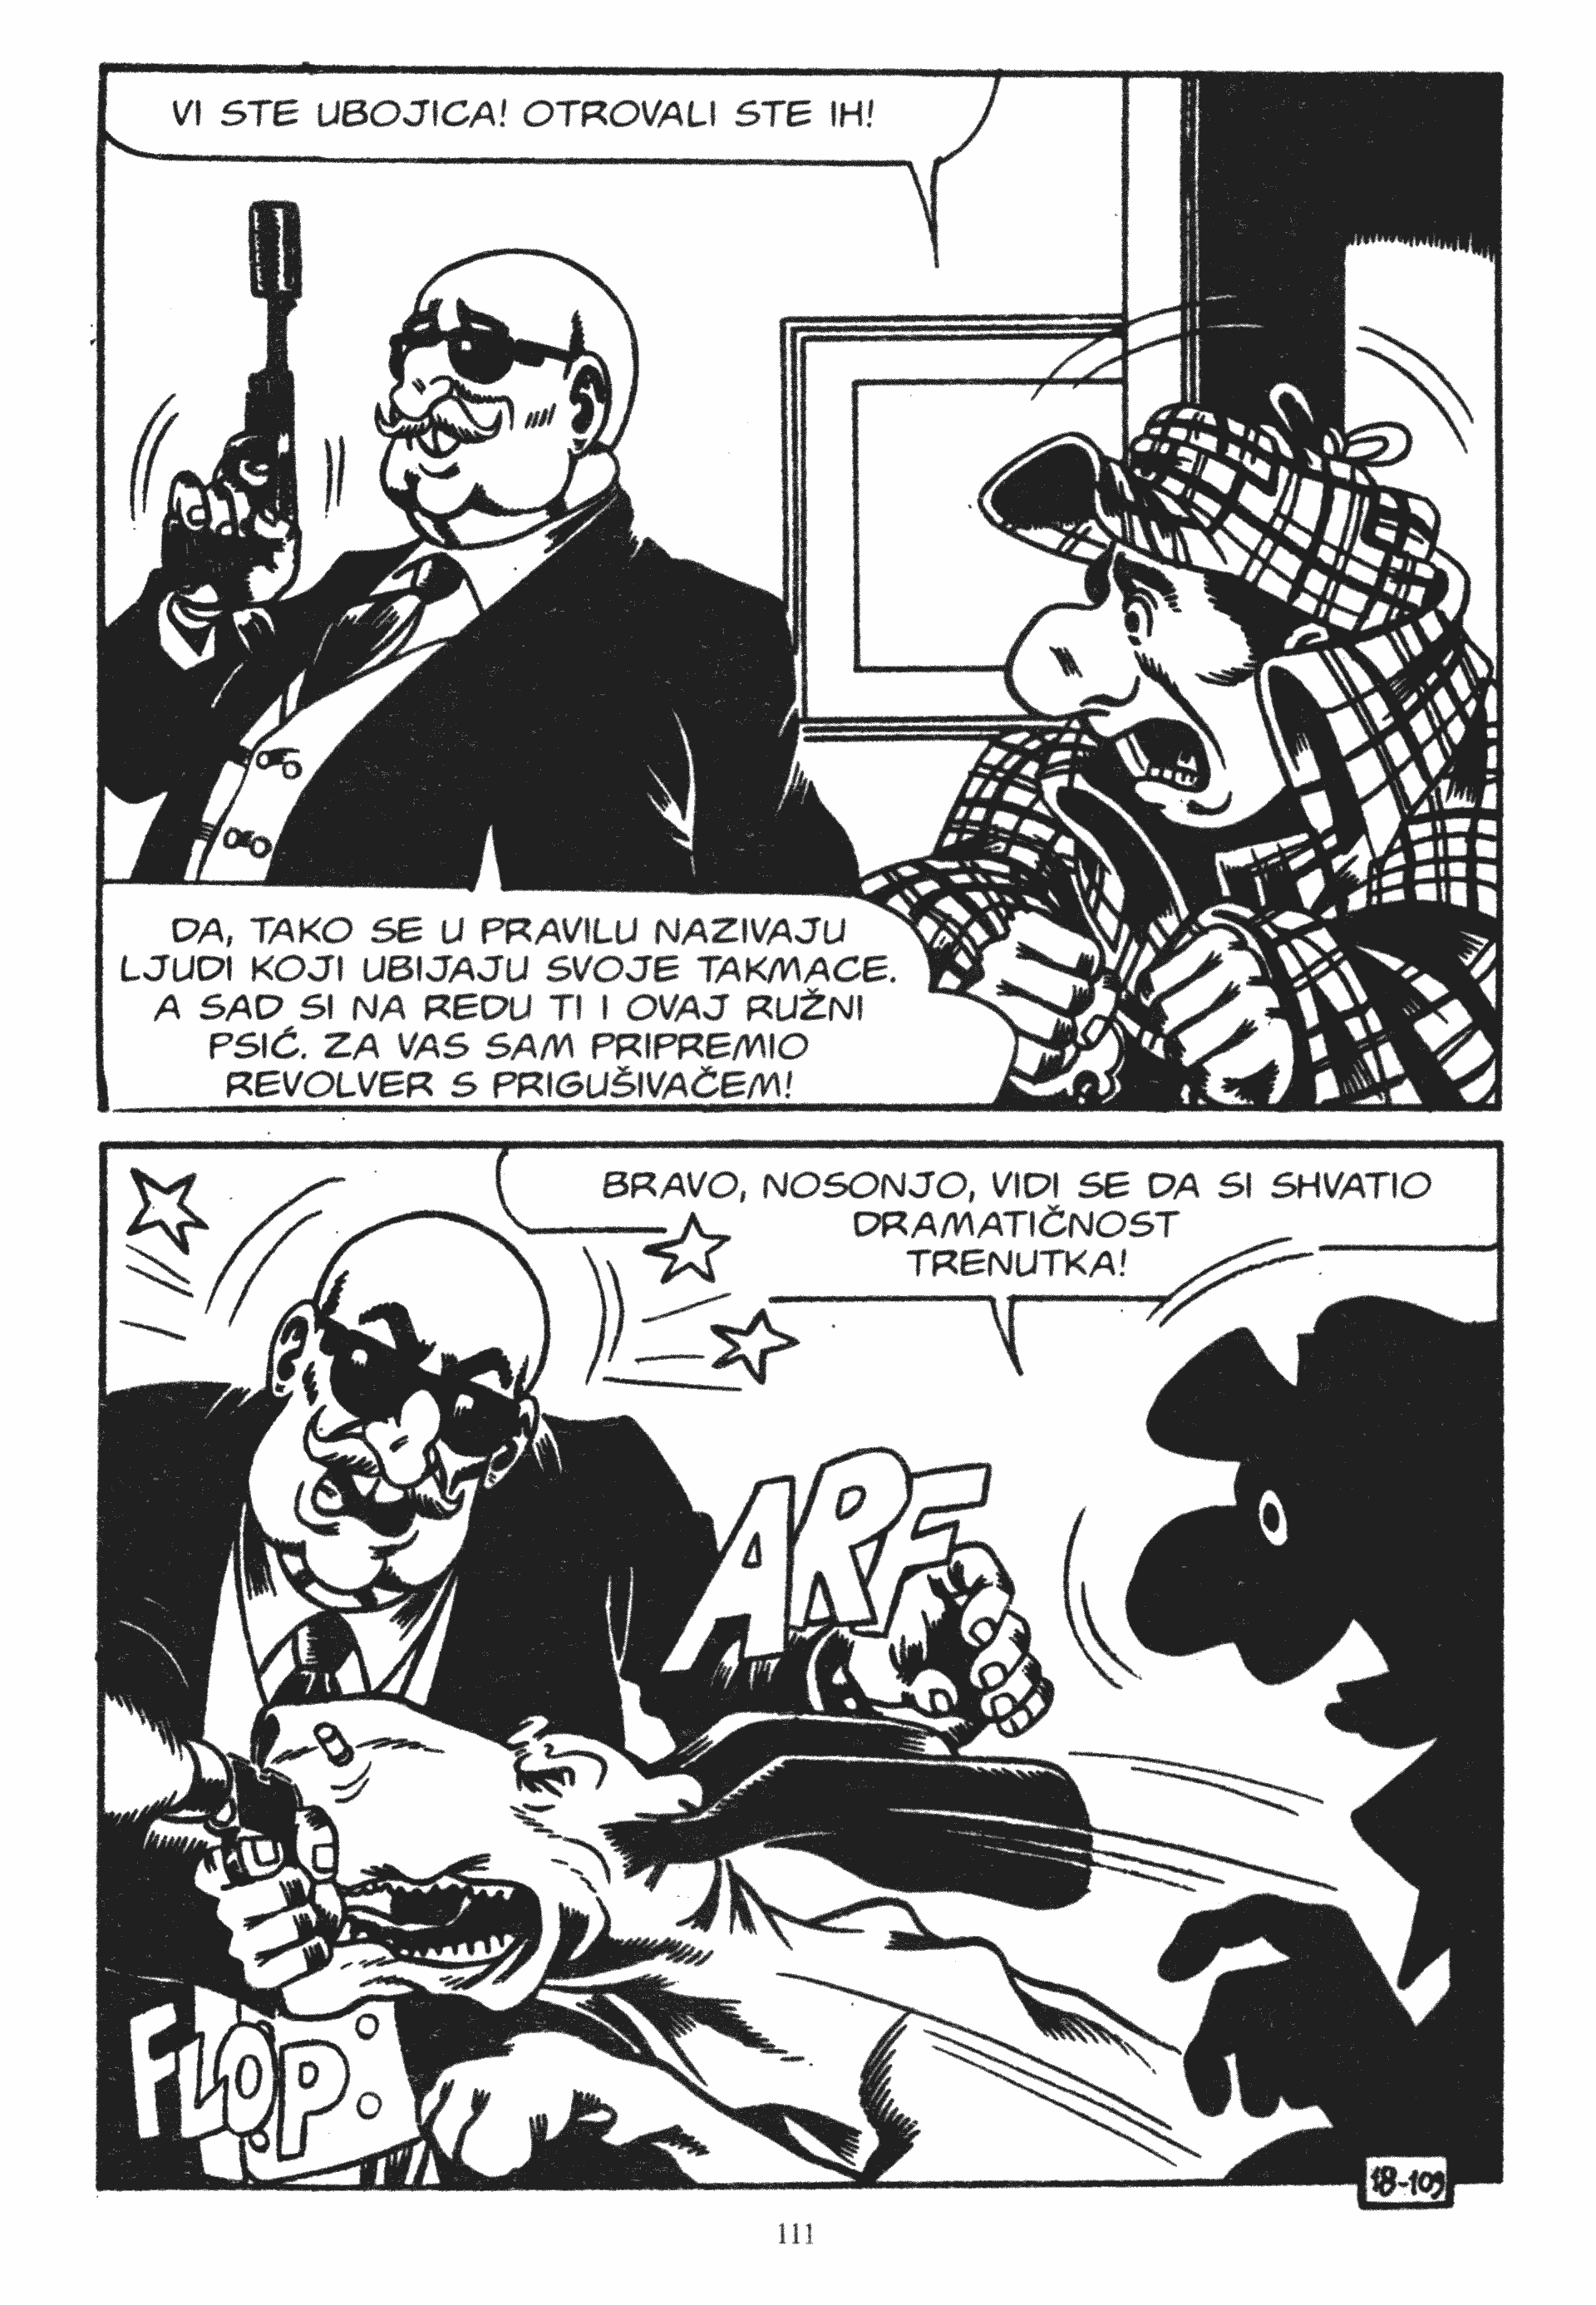 VI STE UBOJICA! OTROVALI STE IH!
DA, TAKO SE U PRAVILU NAZIVAJU
LJUDI KOJI UBIJAJU SVOJE TAKMACE.
A SAD SI NA REDU TI I OVAJ RUŽNI
PSIĆ. ZA VAS SAM PRIPREMIO
REVOLVER S PRIGUŠIVAČEM!
BRAVO, NOSONJO, VIDI SE DA SI SHVATIO
DRAMATIČNOST
TRENUTKA!
ARF
FLOP
18-109
111